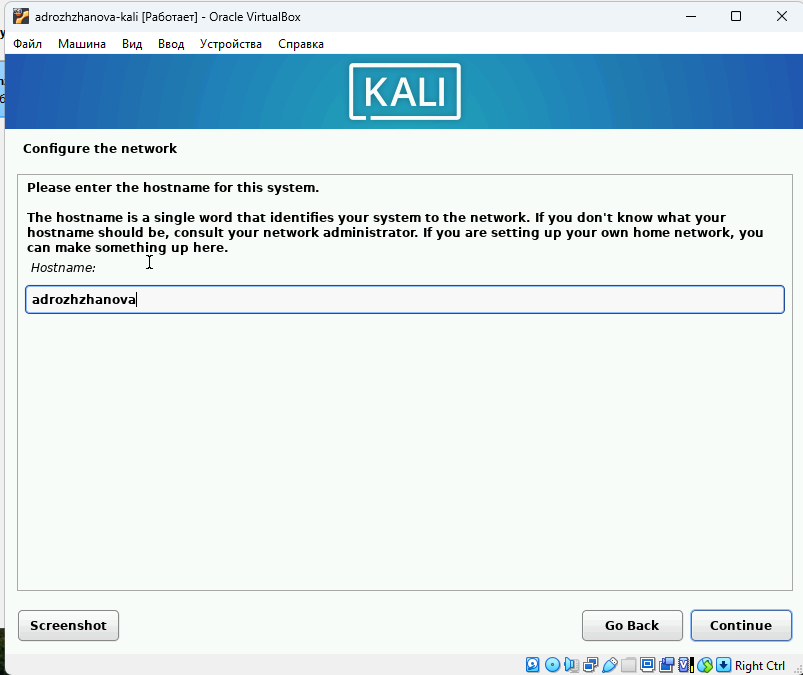 adrozhzhanova-kali [Работает] - Oracle VirtualBox
Файл Машина Вид Ввод Устройства Справка
KALI
Configure the network
Please enter the hostname for this system.
The hostname is a single word that identifies your system to the network. If you don't know what your
hostname should be, consult your network administrator. If you are setting up your own home network, you
can make something up here.
Hostname:
adrozhzhanova
Screenshot Go Back Continue
Right Ctrl